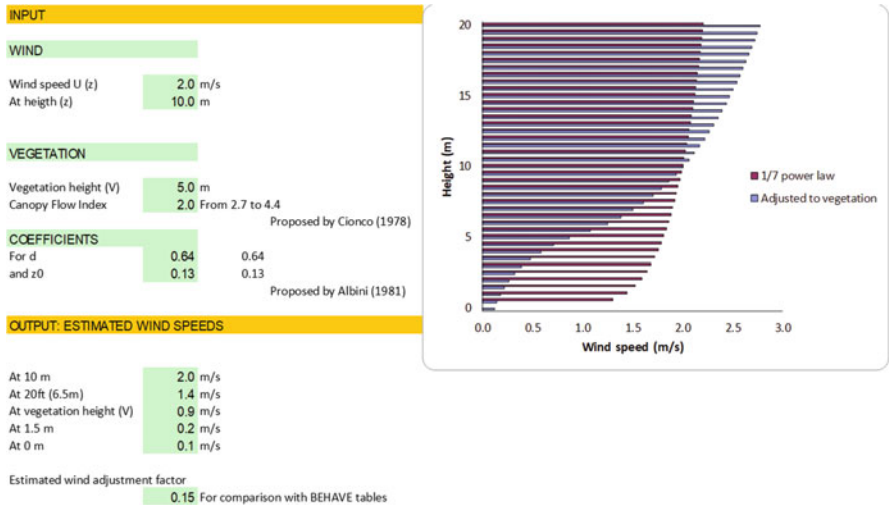 INPUT
WIND
Wind speed U (z) 2.0 m/s
At heigth (z) 10.0 m
VEGETATION
Vegetation height (V) 5.0 m
Canopy Flow Index 2.0 From 2.7 to 4.4
Proposed by Cionco (1978)
COEFFICIENTS
For d 0.64 0.64
and z0 0.13 0.13
Proposed by Albini (1981)
OUTPUT: ESTIMATED WIND SPEEDS
At 10 m 2.0 m/s
At 20ft (6.5m) 1.4 m/s
At vegetation height (V) 0.9 m/s
At 1.5 m 0.2 m/s
At 0 m 0.1 m/s
Estimated wind adjustment factor
0.15 For comparison with BEHAVE tables
Height (m)
20
15
10
5
0
0.0 0.5 1.0 1.5 2.0 2.5 3.0
Wind speed (m/s)
1/7 power law
Adjusted to vegetation